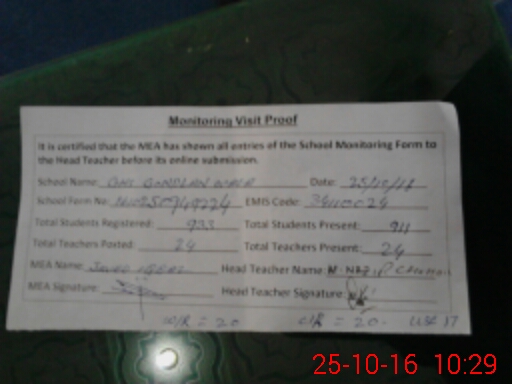 Monitoring Visit Proof
It is certified that the MEA has shown all entries of the School Monitoring Form to
the Head Teacher before its online submission.
School Name: Date: 25/10/16
School Form No: EMIS Code:
Total Students Registered: 933 Total Students Present: 911
Total Teachers Posted: 24 Total Teachers Present: 24
MEA Name: Head Teacher Name:
MEA Signature: Head Teacher Signature:
= 20 = 20
25-10-16 10:29